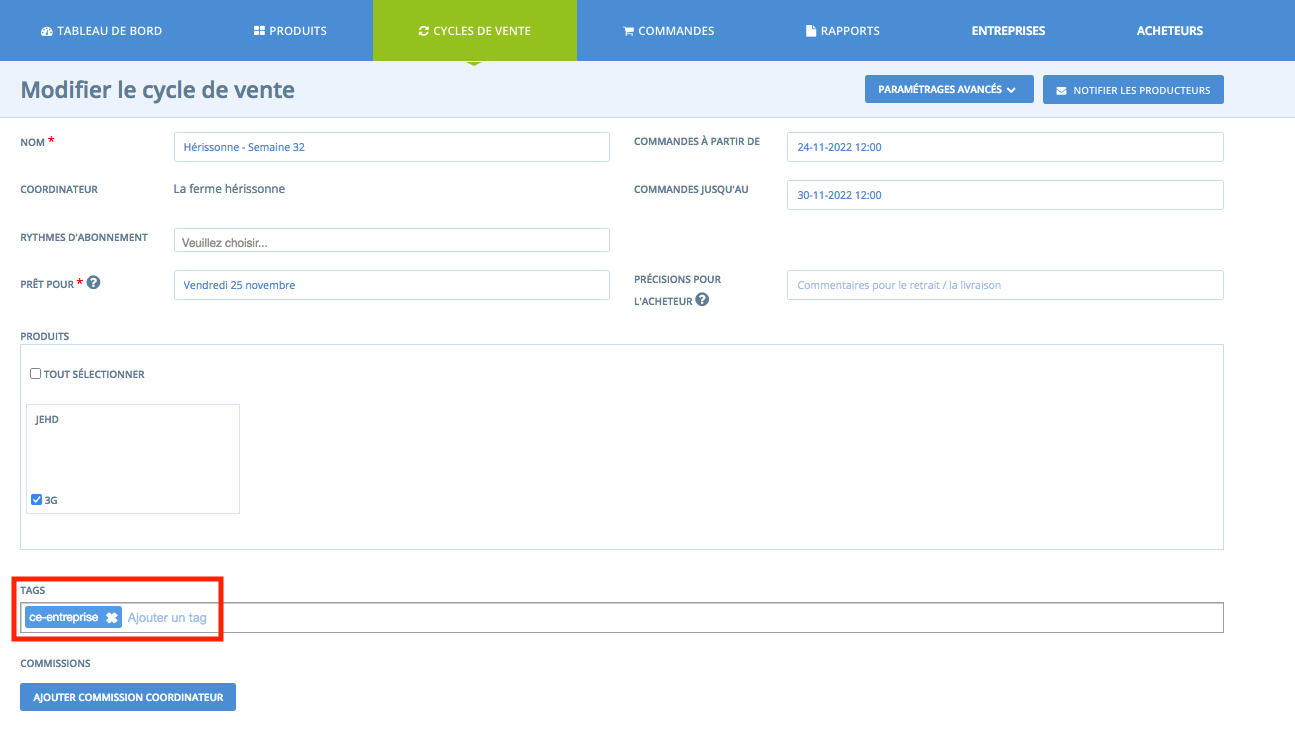 TABLEAU DE BORD
PRODUITS
CYCLES DE VENTE
COMMANDES
RAPPORTS
ENTREPRISES
ACHETEURS
Modifier le cycle de vente
PARAMÉTRAGES AVANCÉS
NOTIFIER LES PRODUCTEURS
NOM *
Hérissonne - Semaine 32
COMMANDES À PARTIR DE
24-11-2022 12:00
COORDINATEUR
La ferme hérissonne
COMMANDES JUSQU'AU
30-11-2022 12:00
RYTHMES D'ABONNEMENT
Veuillez choisir...
PRÊT POUR * ?
Vendredi 25 novembre
PRÉCISIONS POUR
L'ACHETEUR ?
Commentaires pour le retrait / la livraison
PRODUITS
TOUT SÉLECTIONNER
JEHD
3G
TAGS
ce-entreprise ✖ Ajouter un tag
COMMISSIONS
AJOUTER COMMISSION COORDINATEUR